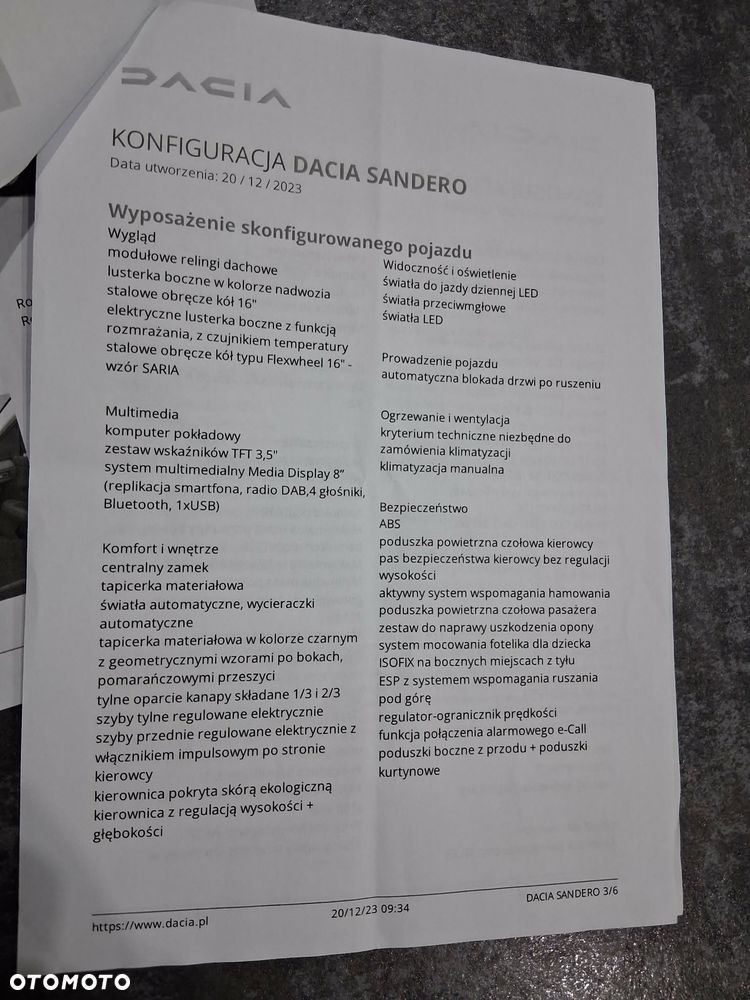 DACIA
KONFIGURACJA DACIA SANDERO
Data utworzenia: 20 / 12 / 2023
Wyposażenie skonfigurowanego pojazdu
Wygląd
modułowe relingi dachowe
lusterka boczne w kolorze nadwozia
stalowe obręcze kół 16"
elektryczne lusterka boczne z funkcją
rozmrażania, z czujnikiem temperatury
stalowe obręcze kół typu Flexwheel 16" -
wzór SARIA
Multimedia
komputer pokładowy
zestaw wskaźników TFT 3,5"
system multimedialny Media Display 8”
(replikacja smartfona, radio DAB,4 głośniki,
Bluetooth, 1xUSB)
Komfort i wnętrze
centralny zamek
tapicerka materiałowa
światła automatyczne, wycieraczki
automatyczne
tapicerka materiałowa w kolorze czarnym
z geometrycznymi wzorami po bokach,
pomarańczowymi przeszyci
tylne oparcie kanapy składane 1/3 i 2/3
szyby tylne regulowane elektrycznie
szyby przednie regulowane elektrycznie z
włącznikiem impulsowym po stronie
kierowcy
kierownica pokryta skórą ekologiczną
kierownica z regulacją wysokości +
głębokości
Widoczność i oświetlenie
światła do jazdy dziennej LED
światła przeciwmgłowe
światła LED
Prowadzenie pojazdu
automatyczna blokada drzwi po ruszeniu
Ogrzewanie i wentylacja
kryterium techniczne niezbędne do
zamówienia klimatyzacji
klimatyzacja manualna
Bezpieczeństwo
ABS
poduszka powietrzna czołowa kierowcy
pas bezpieczeństwa kierowcy bez regulacji
wysokości
aktywny system wspomagania hamowania
poduszka powietrzna czołowa pasażera
zestaw do naprawy uszkodzenia opony
system mocowania fotelika dla dziecka
ISOFIX na bocznych miejscach z tyłu
ESP z systemem wspomagania ruszania
pod górę
regulator-ogranicznik prędkości
funkcja połączenia alarmowego e-Call
poduszki boczne z przodu + poduszki
kurtynowe
https://www.dacia.pl
20/12/23 09:34
DACIA SANDERO 3/6
OTOMOTO